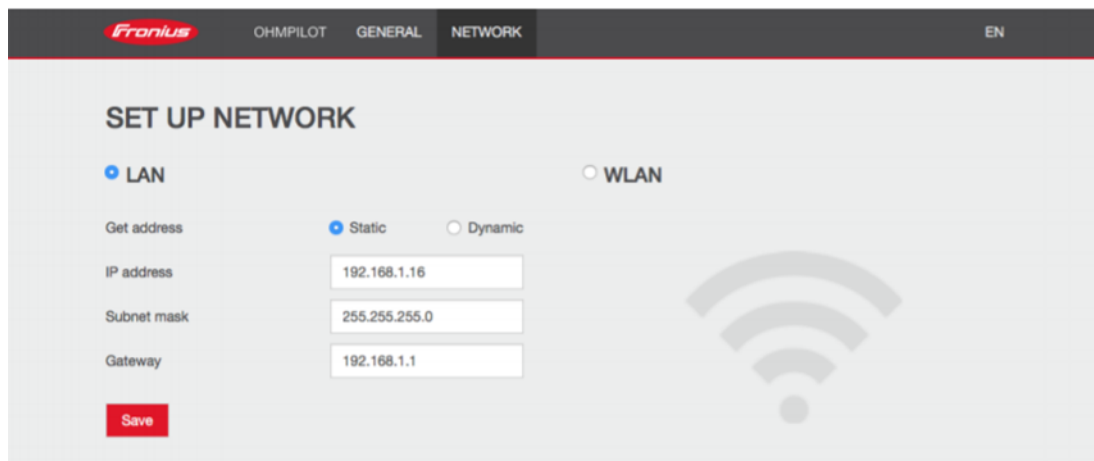 Fronius OHMPILOT GENERAL NETWORK EN
SET UP NETWORK
LAN WLAN
Get address Static Dynamic
IP address 192.168.1.16
Subnet mask 255.255.255.0
Gateway 192.168.1.1
Save